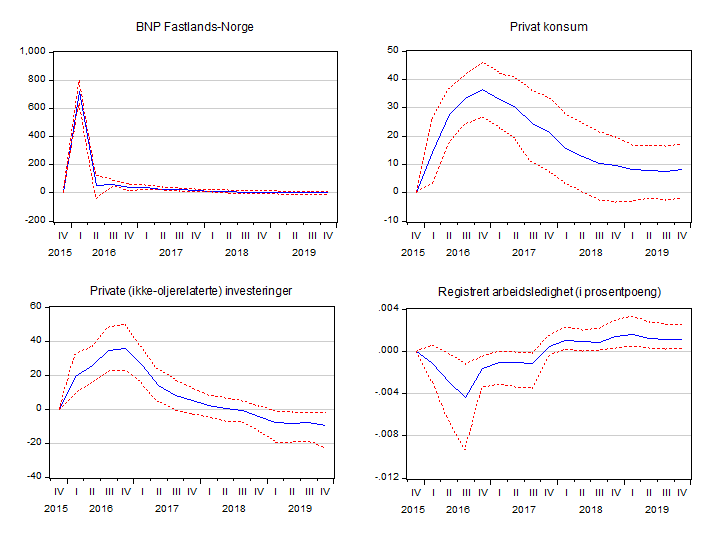 BNP Fastlands-Norge
1,000
800
600
400
200
0
-200
IV I II III IV I II III IV I II III IV I II III IV
2015 2016 2017 2018 2019
Privat konsum
50
40
30
20
10
0
-10
IV I II III IV I II III IV I II III IV I II III IV
2015 2016 2017 2018 2019
Private (ikke-oljerelaterte) investeringer
60
40
20
0
-20
-40
IV I II III IV I II III IV I II III IV I II III IV
2015 2016 2017 2018 2019
Registrert arbeidsledighet (i prosentpoeng)
.004
.000
-.004
-.008
-.012
IV I II III IV I II III IV I II III IV I II III IV
2015 2016 2017 2018 2019